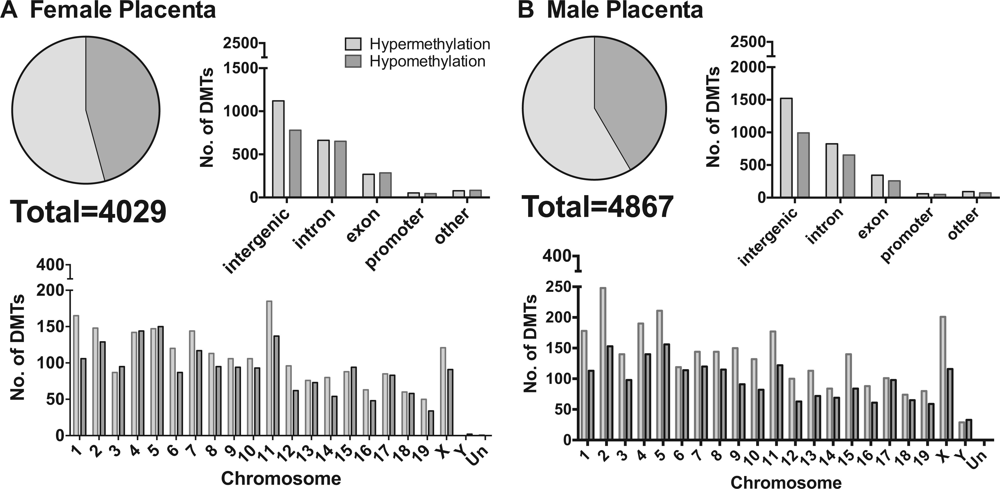 A Female Placenta
2500
1500
1000
500
0
No. of DMTs
Hypermethylation
Hypomethylation
intergenic
intron
exon
promoter
other
Total=4029
400
200
150
100
50
0
No. of DMTs
1
2
3
4
5
6
7
8
9
10
11
12
13
14
15
16
17
18
19
X
Y
Un
Chromosome
B Male Placenta
2500
2000
1500
1000
500
0
No. of DMTs
intergenic
intron
exon
promoter
other
Total=4867
400
250
200
150
100
50
0
No. of DMTs
1
2
3
4
5
6
7
8
9
10
11
12
13
14
15
16
17
18
19
X
Y
Un
Chromosome